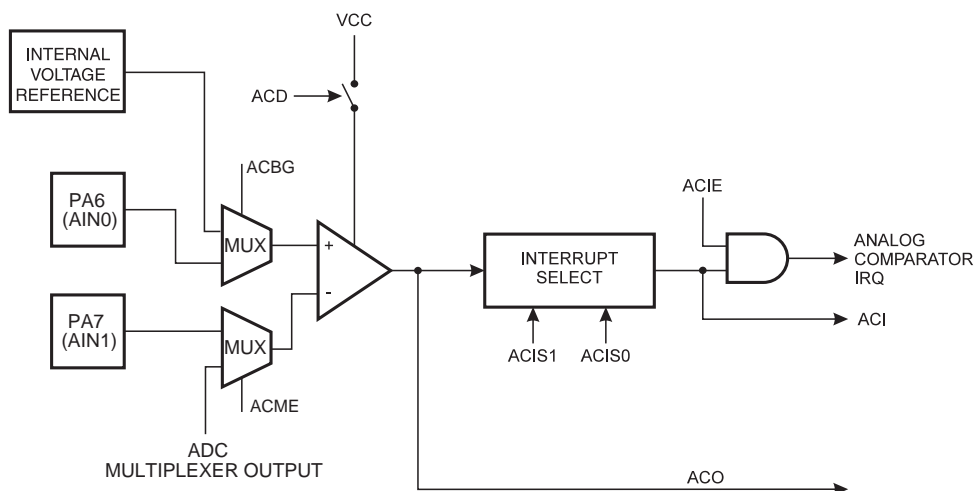 VCC
INTERNAL
VOLTAGE
REFERENCE
ACD
ACBG
PA6
(AIN0)
MUX
+
-
PA7
(AIN1)
MUX
ACME
ADC
MULTIPLEXER OUTPUT
INTERRUPT
SELECT
ACIS1
ACIS0
ACIE
ANALOG
COMPARATOR
IRQ
ACI
ACO